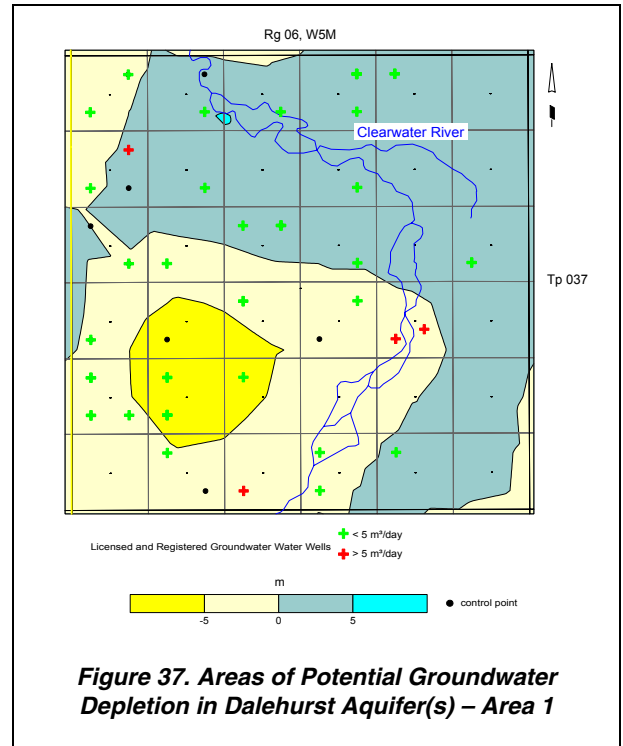 Rg 06, W5M
Clearwater River
Tp 037
< 5 m³/day
Licensed and Registered Groundwater Water Wells
> 5 m³/day
m
control point
-5 0 5
Figure 37. Areas of Potential Groundwater
Depletion in Dalehurst Aquifer(s) – Area 1